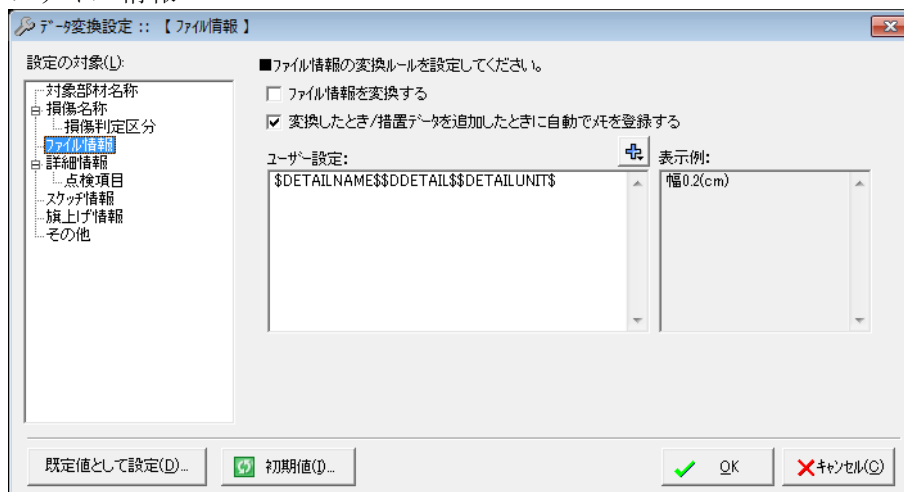 データ変換設定 :: 【 ファイル情報 】
設定の対象(L):
対象部材名称
損傷名称
損傷判定区分
ファイル情報
詳細情報
点検項目
スケッチ情報
旗上げ情報
その他
■ファイル情報の変換ルールを設定してください。
ファイル情報を変換する
変換したとき/措置データを追加したときに自動でメモを登録する
ユーザー設定:
$DETAILNAME$$DDETAIL$$DETAILUNIT$
表示例:
幅0.2(cm)
既定値として設定(D)...
初期値(I)...
OK
キャンセル(C)